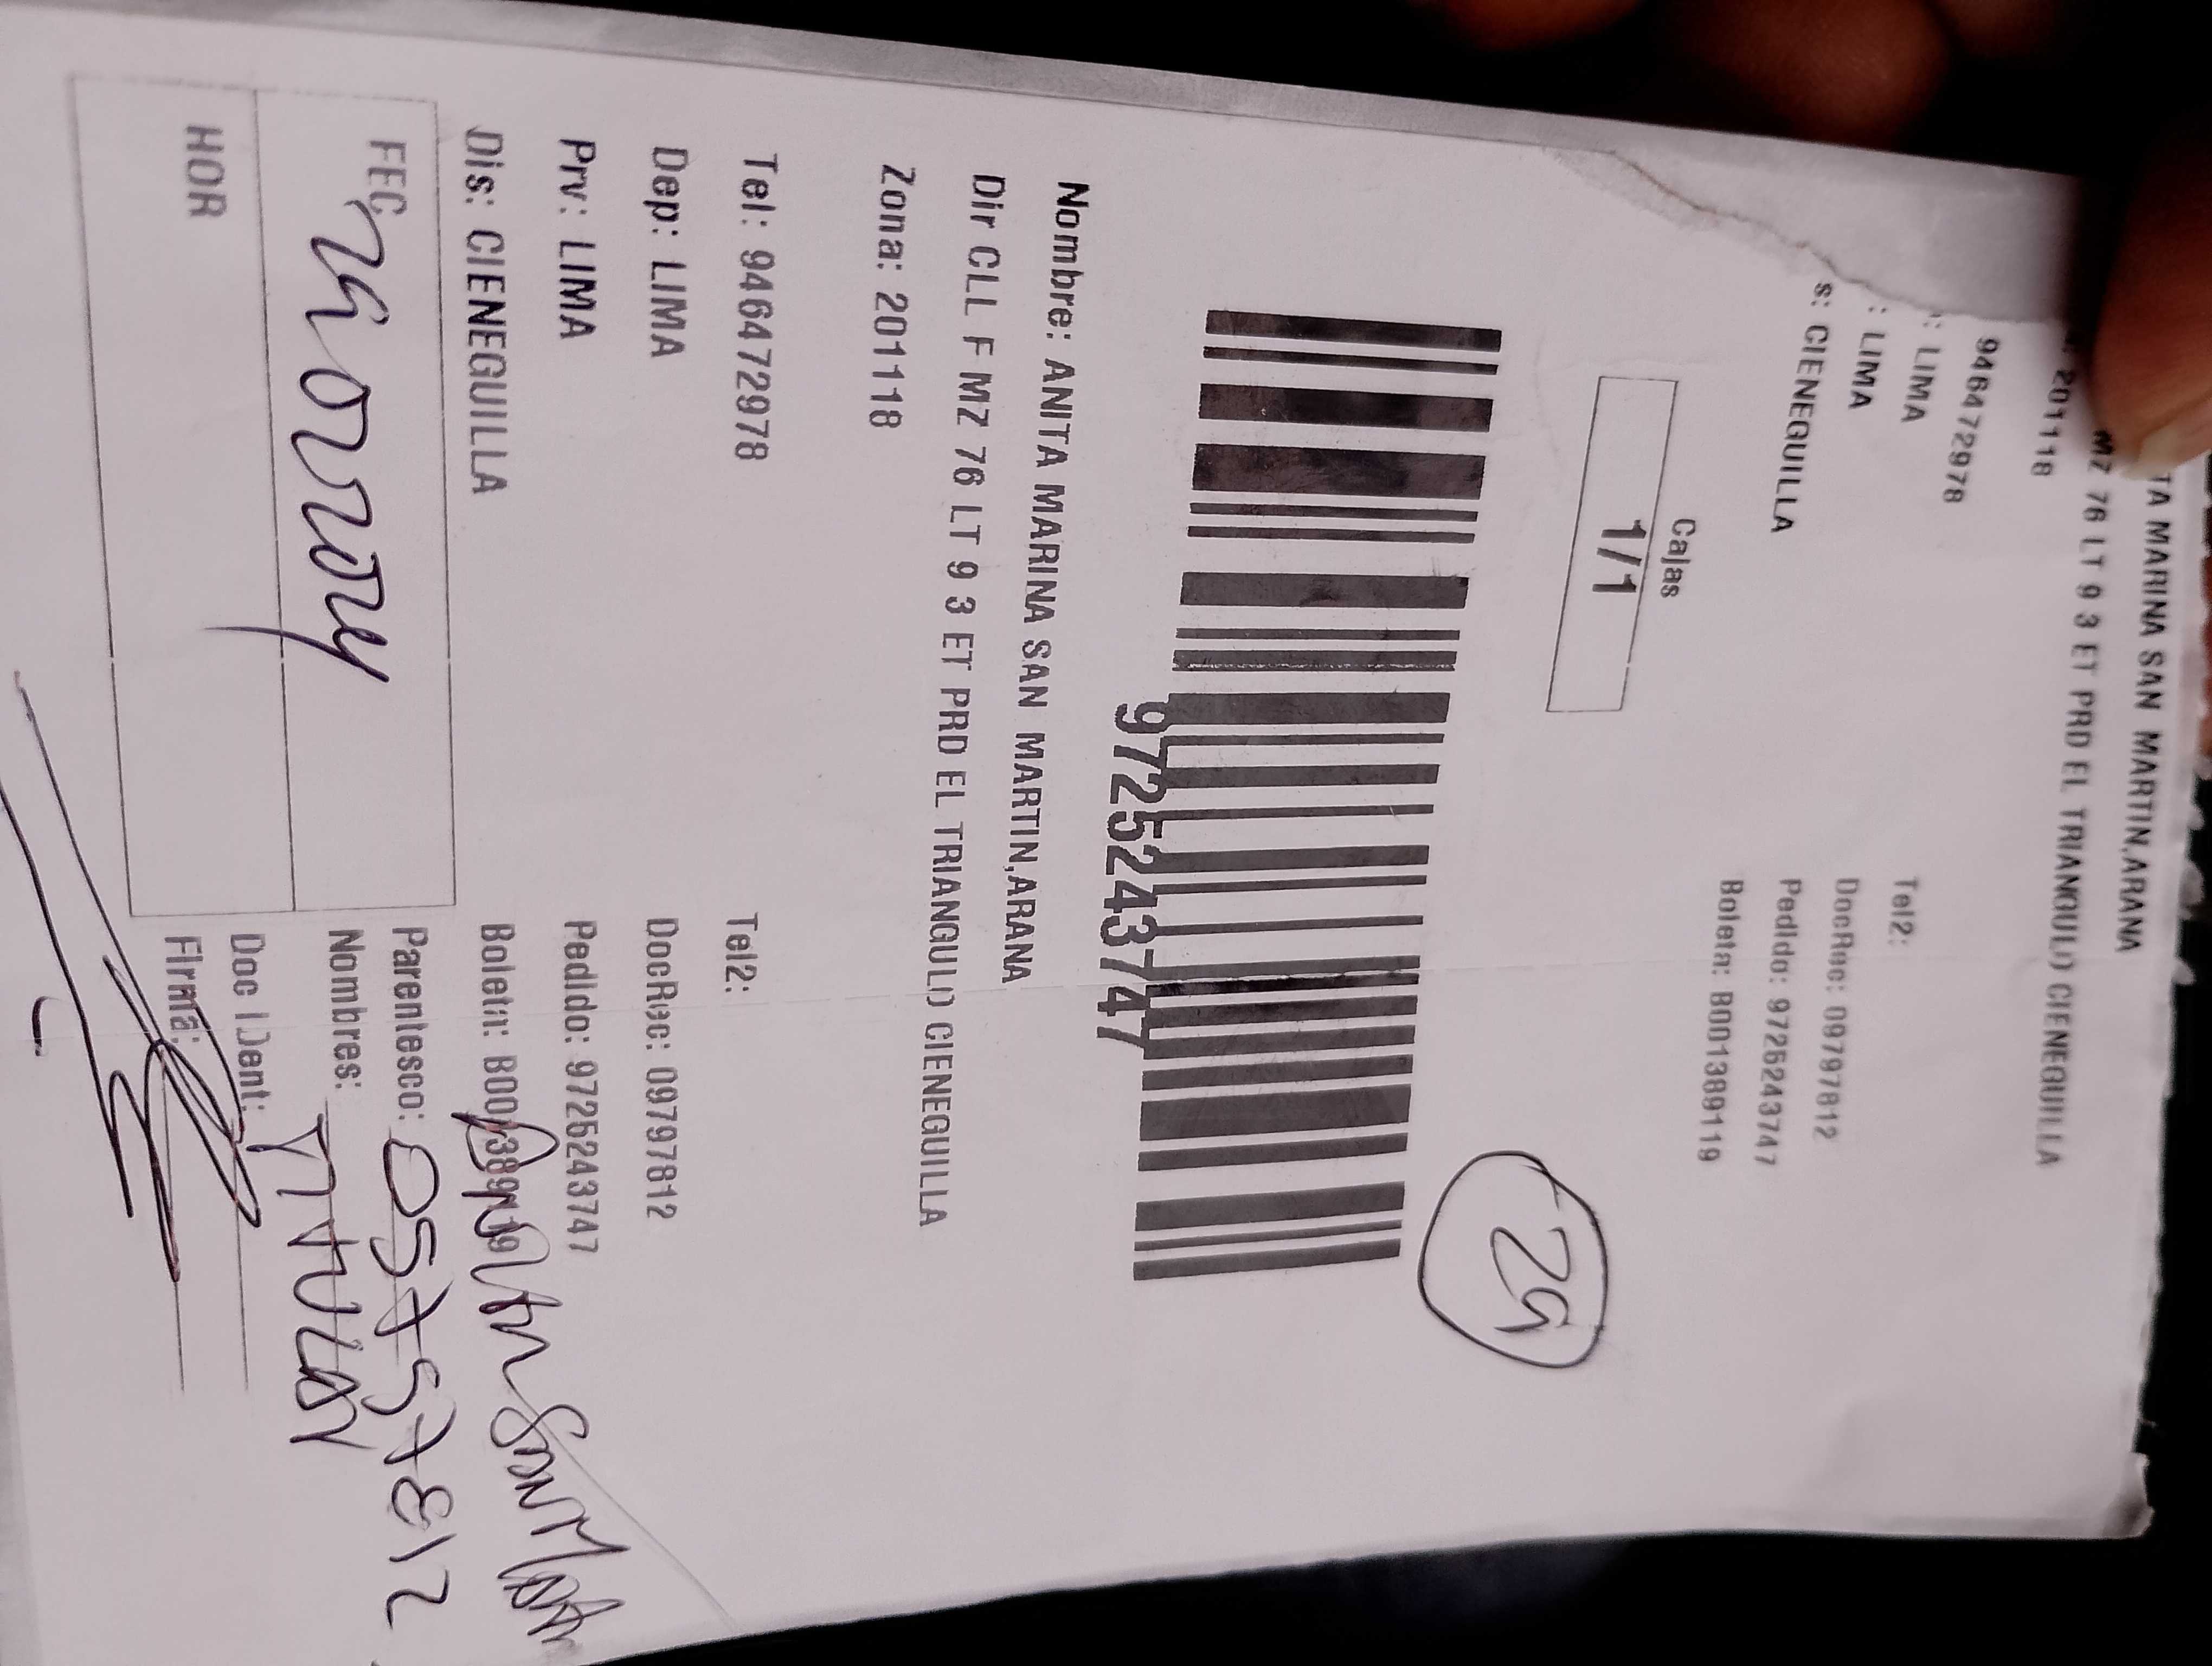 TA MARINA SAN MARTIN,ARANA
MZ 76 LT 9 3 ET PRD EL TRIANGULO CIENEGUILLA
201118
946472978
Tel2:
: LIMA
DocRec: 09797812
: LIMA
Pedido: 9725243747
s: CIENEGUILLA
Boleta: B001389119
Cajas
1/1
29
9725243747
Nombre: ANITA MARINA SAN MARTIN,ARANA
Dir CLL F MZ 76 LT 9 3 ET PRD EL TRIANGULO CIENEGUILLA
Zona: 201118
Tel: 946472978
Tel2:
Dep: LIMA
DocRec: 09797812
Prv: LIMA
Pedido: 9725243747
Dis: CIENEGUILLA
Boleta: B001389119
FEC
Parentesco: 09797812
Nombres: TITULAR
HOR
Doc IDent:
Firma: